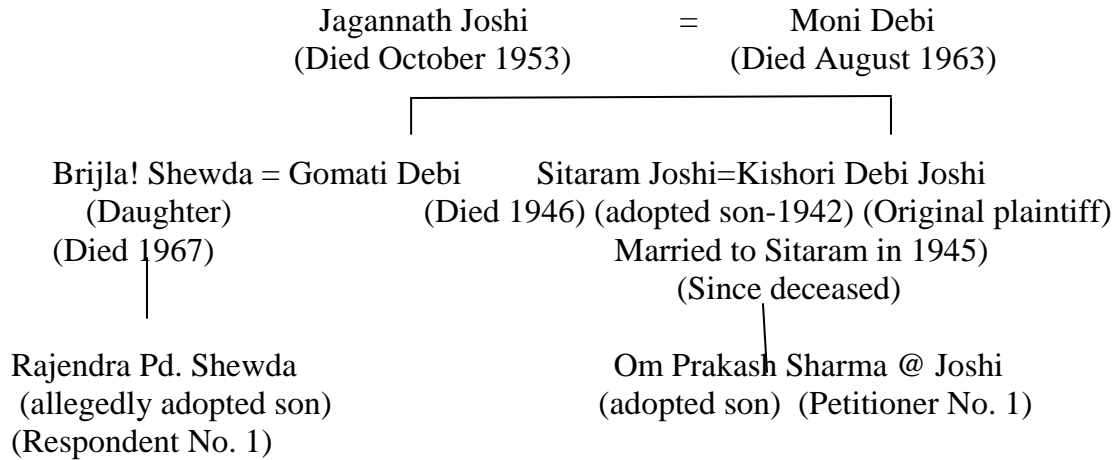 Jagannath Joshi = Moni Debi
(Died October 1953) (Died August 1963)
Brijla! Shewda = Gomati Debi Sitaram Joshi=Kishori Debi Joshi
(Daughter) (Died 1946) (adopted son-1942) (Original plaintiff)
(Died 1967) Married to Sitaram in 1945)
(Since deceased)
Rajendra Pd. Shewda Om Prakash Sharma @ Joshi
(allegedly adopted son) (adopted son) (Petitioner No. 1)
(Respondent No. 1)